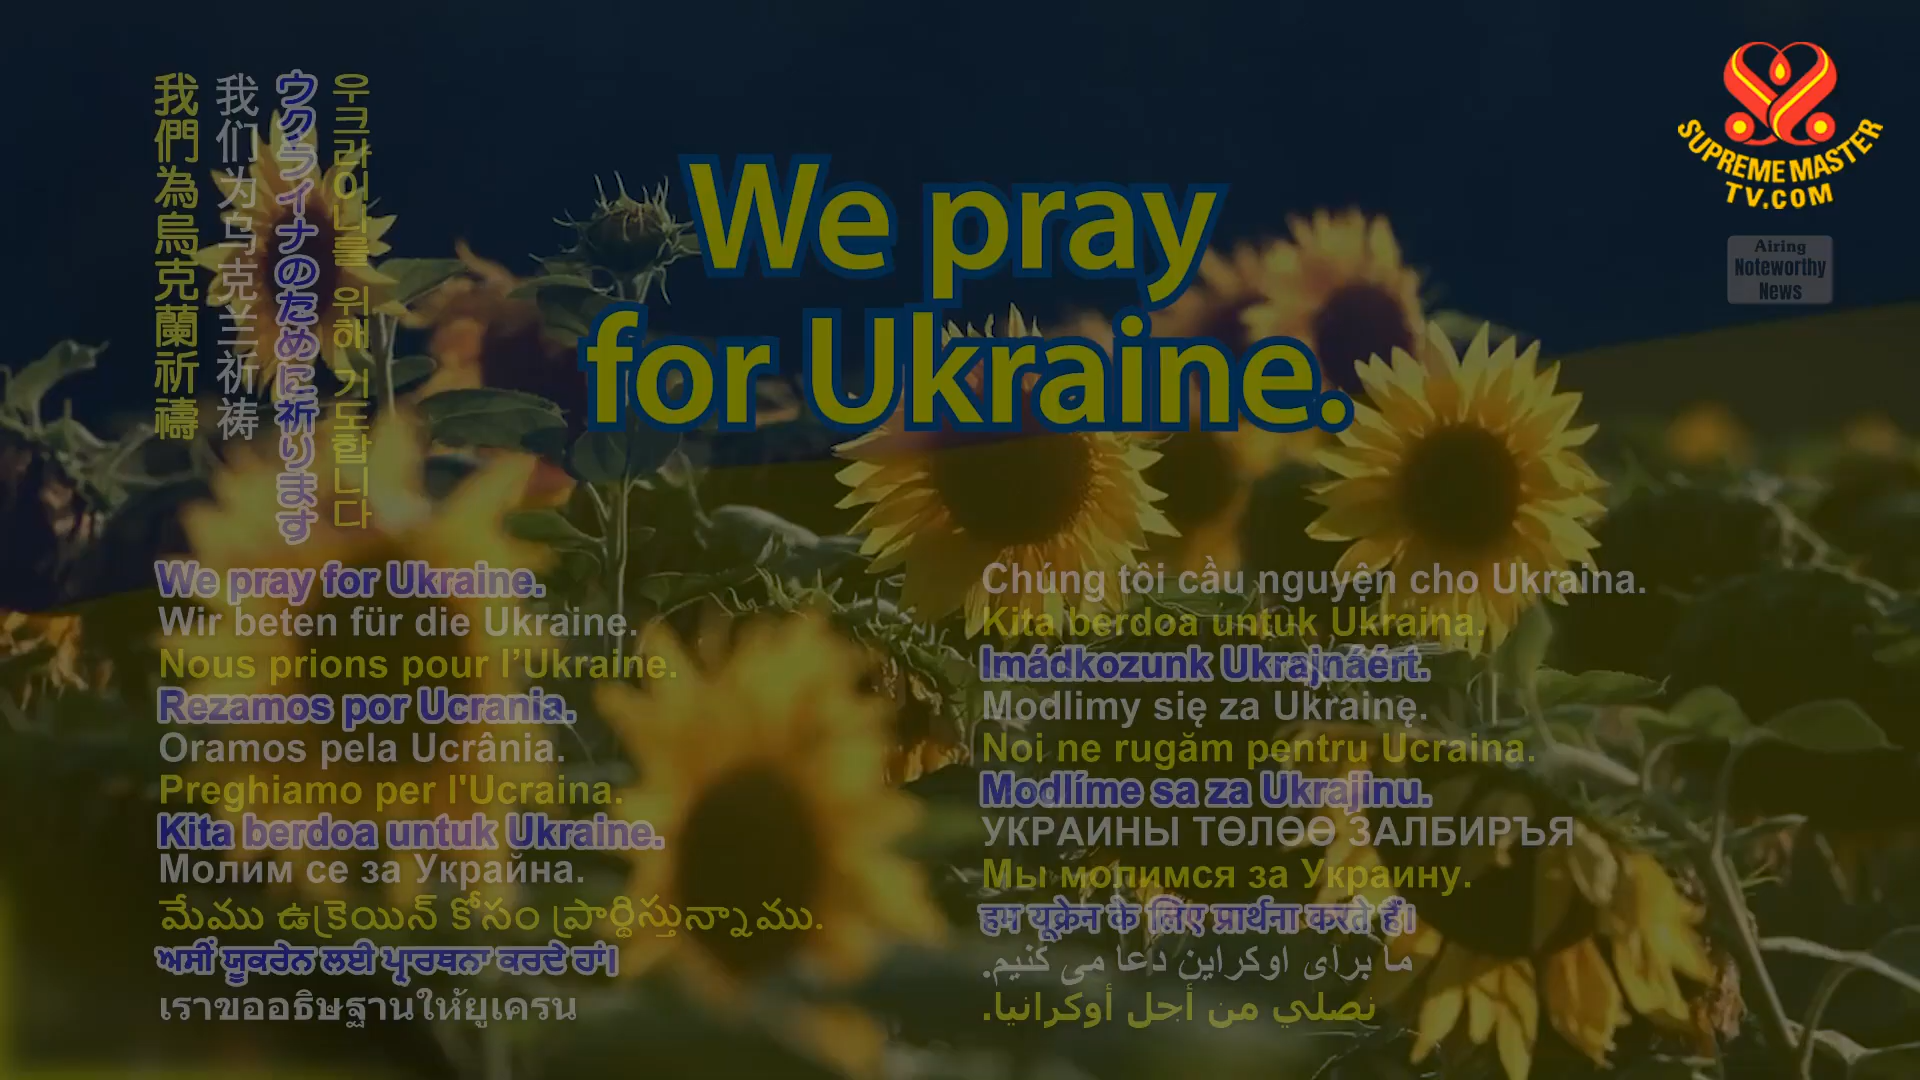 我們為烏克蘭祈禱
我们为乌克兰祈祷
ウクライナのために祈ります
우크라이나를 위해 기도합니다
We pray
for Ukraine.
SUPREME MASTER
TV.COM
Airing
Noteworthy
News
We pray for Ukraine.
Wir beten für die Ukraine.
Nous prions pour l’Ukraine.
Rezamos por Ucrania.
Oramos pela Ucrânia.
Preghiamo per l'Ucraina.
Kita berdoa untuk Ukraine.
Молим се за Украйна.
మేము ఉక్రెయిన్ కోసం ప్రార్థిస్తున్నాము.
ਅਸੀਂ ਯੂਕਰੇਨ ਲਈ ਪ੍ਰਾਰਥਨਾ ਕਰਦੇ ਹਾਂ।
เราขออธิษฐานให้ยูเครน
Chúng tôi cầu nguyện cho Ukraina.
Kita berdoa untuk Ukraina.
Imádkozunk Ukrajnáért.
Modlimy się za Ukrainę.
Noi ne rugăm pentru Ucraina.
Modlíme sa za Ukrajinu.
УКРАИНЫ ТӨЛӨӨ ЗАЛБИРЪЯ
Мы молимся за Украину.
हम यूक्रेन के लिए प्रार्थना करते हैं।
ما برای اوکراین دعا می کنیم.
نصلي من أجل أوكرانيا.